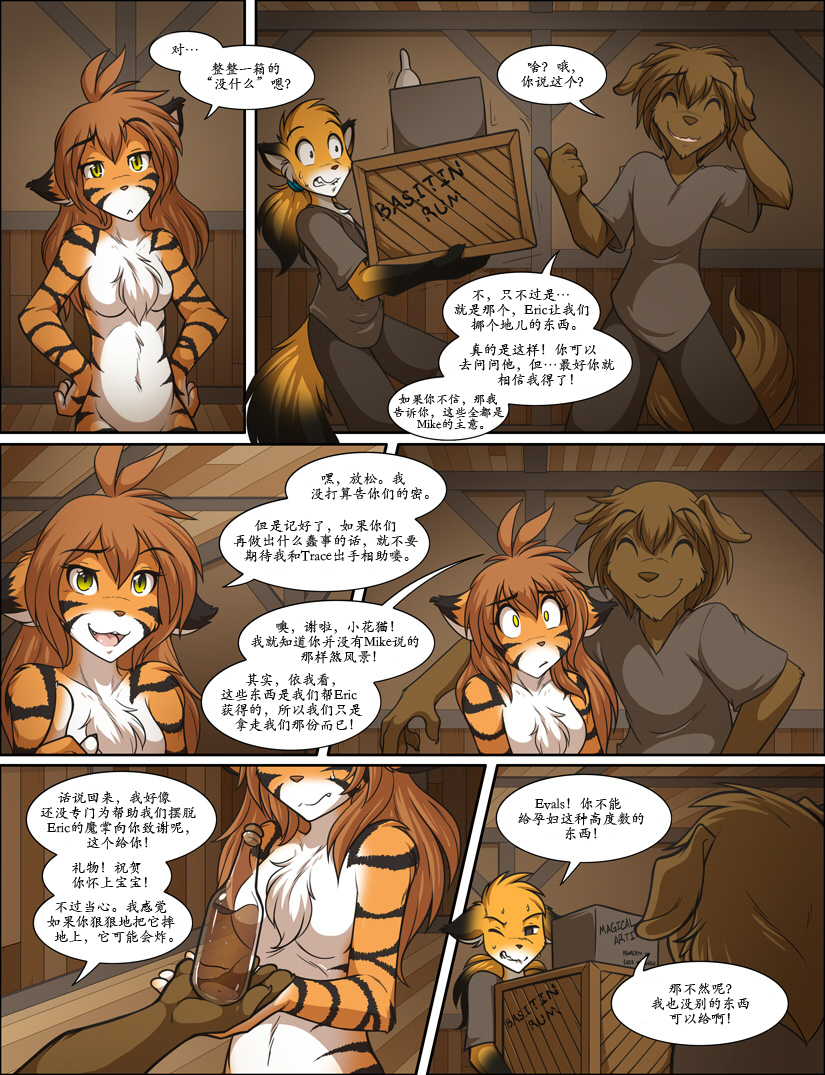 对…
整整一箱的
“没什么”嗯？
啥？哦，
你说这个？
BASITIN
RUM
不，只不过是…
就是那个，Eric让我们
挪个地儿的东西。
真的是这样！你可以
去问问他，但…最好你就
相信我得了！
如果你不信，那我
告诉你，这些全都是
Mike的主意。
嘿，放松。我
没打算告你们的密。
但是记好了，如果你们
再做出什么蠢事的话，就不要
期待我和Trace出手相助喽。
噢，谢啦，小花猫！
我就知道你并没有Mike说的
那样煞风景！
其实，依我看，
这些东西是我们帮Eric
获得的，所以我们只是
拿走我们那份而已！
话说回来，我好像
还没专门为帮助我们摆脱
Eric的魔掌向你致谢呢，
这个给你！
礼物！祝贺
你怀上宝宝！
不过当心。我感觉
如果你狠狠地把它摔
地上，它可能会炸。
Evals！你不能
给孕妇这种高度数的
东西！
MAGICAL
ARTI
PROPERTY
BASITIN
RUM
那不然呢？
我也没别的东西
可以给啊！